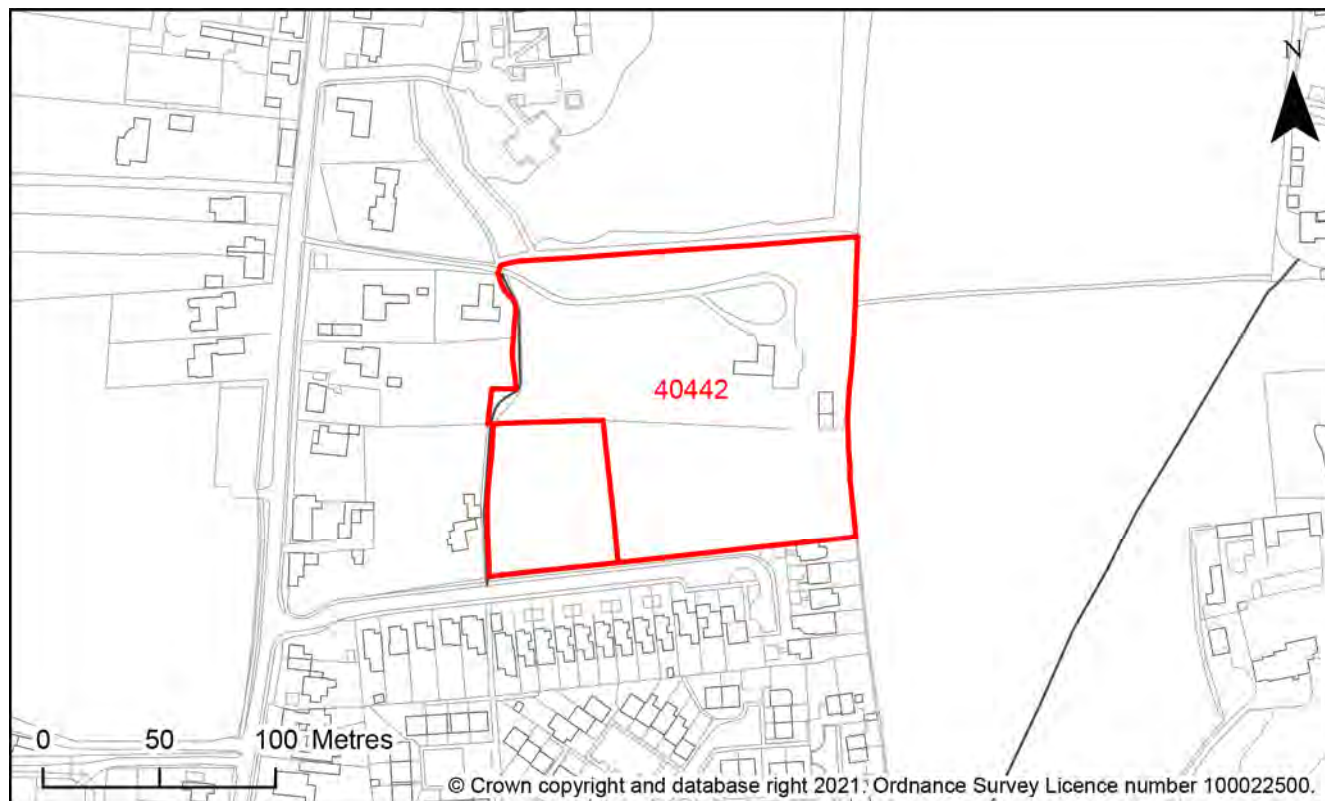 N
40442
0 50 100 Metres
© Crown copyright and database right 2021. Ordnance Survey Licence number 100022500.